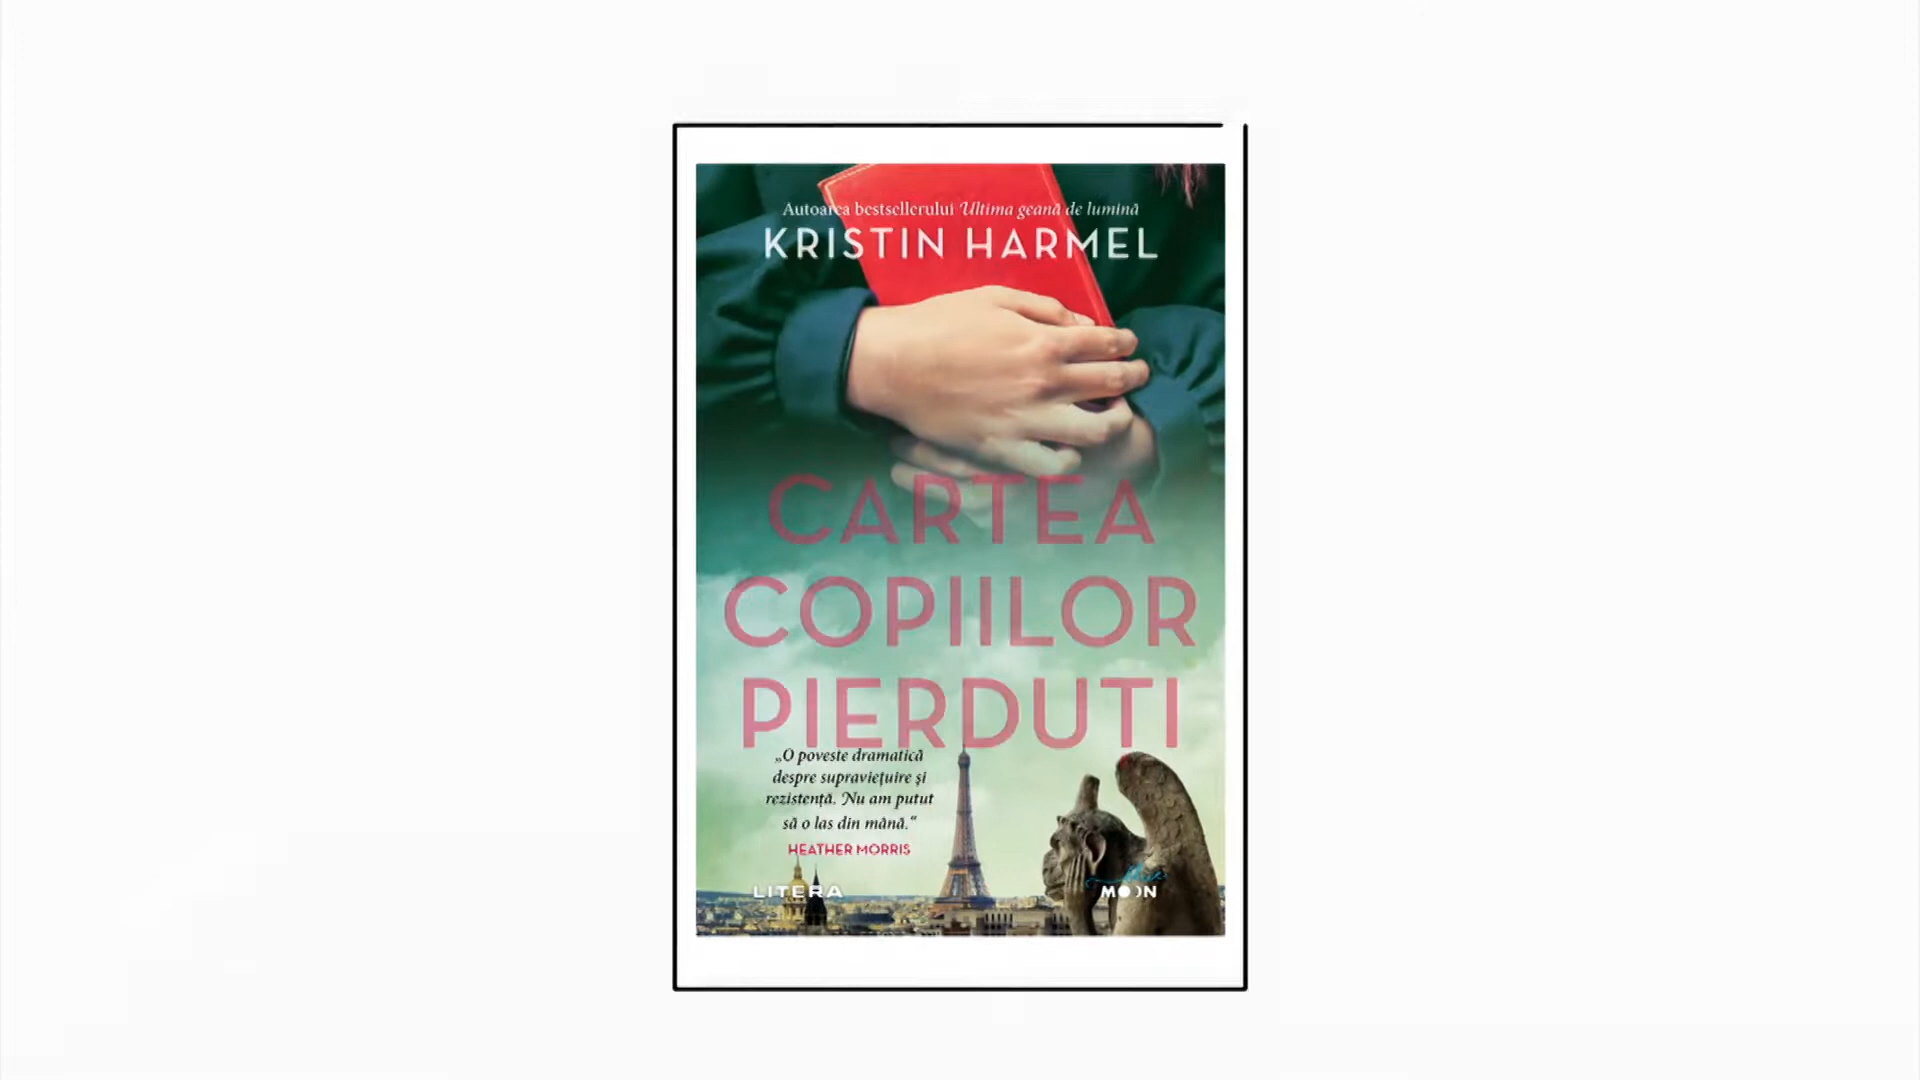 Autoarea bestsellerului Ultima geană de lumină
KRISTIN HARMEL
CARTEA
COPIILOR
PIERDUTI
„O poveste dramatică
despre supraviețuire și
rezistență. Nu am putut
să o las din mână.“
HEATHER MORRIS
LITERA
MOON